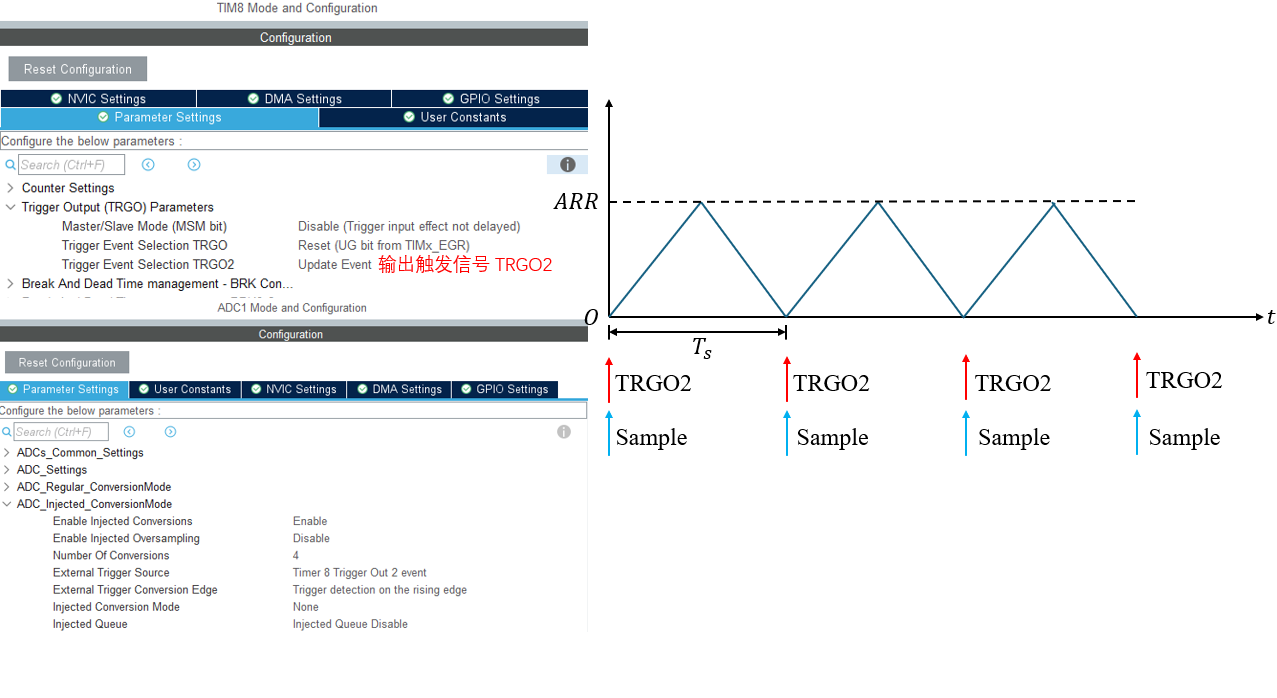 TIM8 Mode and Configuration
Configuration
Reset Configuration
NVIC Settings DMA Settings GPIO Settings
Parameter Settings User Constants
Configure the below parameters :
Search (Ctrl+F)
Counter Settings
Trigger Output (TRGO) Parameters
Master/Slave Mode (MSM bit) Disable (Trigger input effect not delayed)
Trigger Event Selection TRGO Reset (UG bit from TIMx_EGR)
Trigger Event Selection TRGO2 Update Event 输出触发信号 TRGO2
Break And Dead Time management - BRK Con...
ADC1 Mode and Configuration
Configuration
Reset Configuration
Parameter Settings User Constants NVIC Settings DMA Settings GPIO Settings
Configure the below parameters :
Search (Ctrl+F)
ADCs_Common_Settings
ADC_Settings
ADC_Regular_ConversionMode
ADC_Injected_ConversionMode
Enable Injected Conversions Enable
Enable Injected Oversampling Disable
Number Of Conversions 4
External Trigger Source Timer 8 Trigger Out 2 event
External Trigger Conversion Edge Trigger detection on the rising edge
Injected Conversion Mode None
Injected Queue Injected Queue Disable
ARR
O t
Ts
TRGO2 TRGO2 TRGO2 TRGO2
Sample Sample Sample Sample